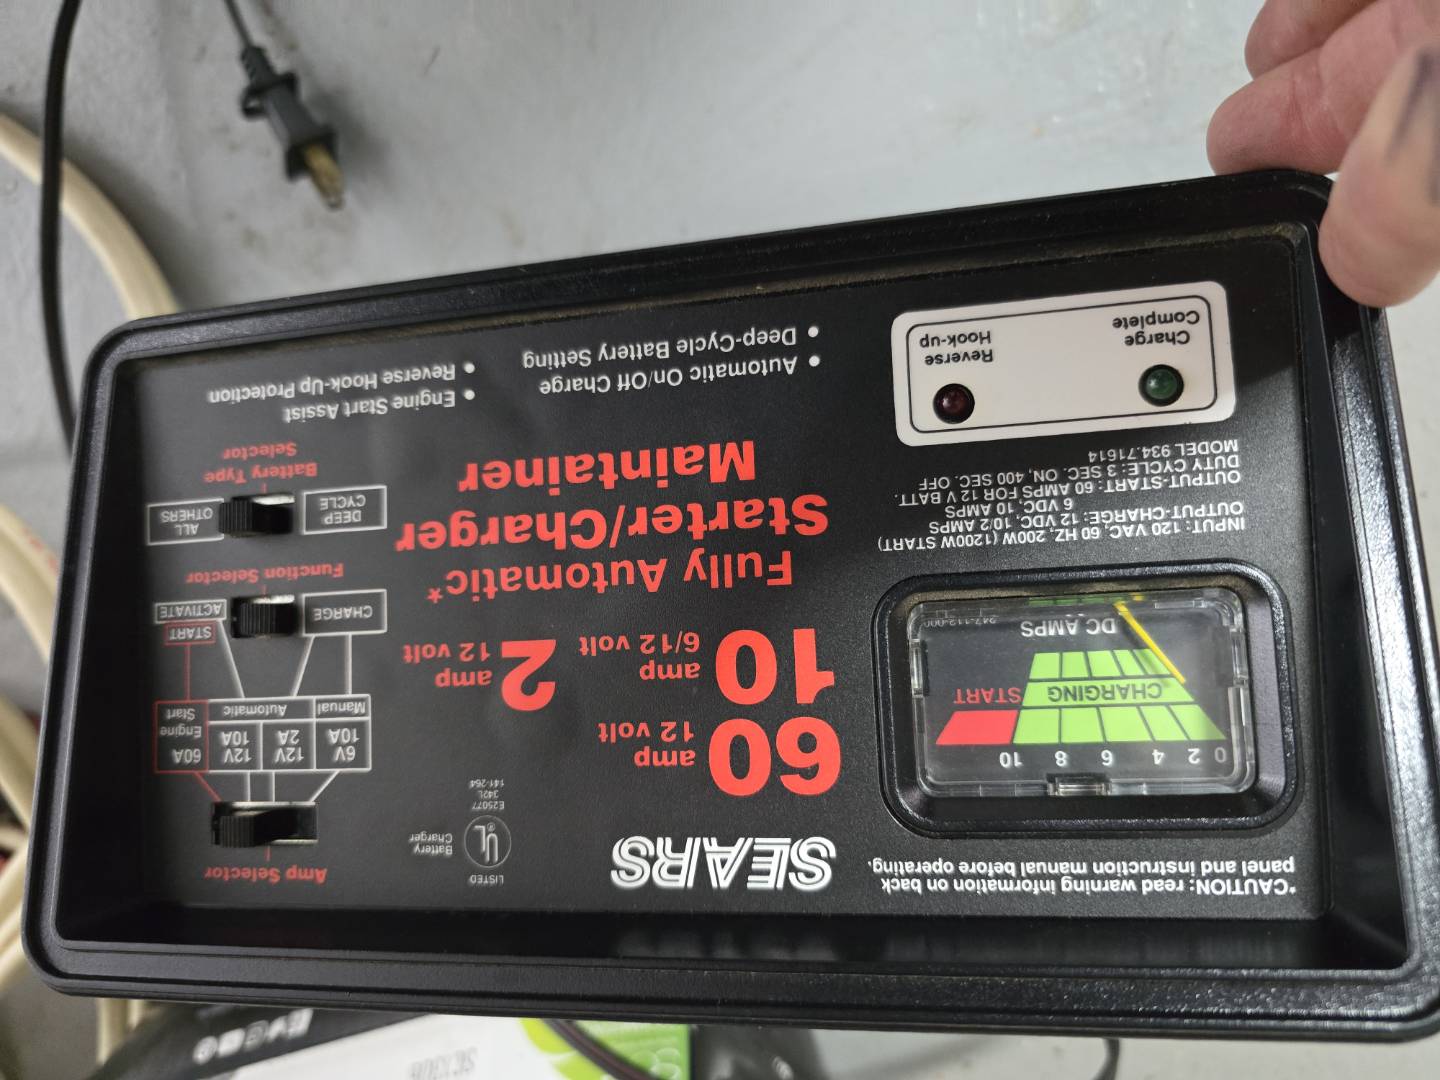 *CAUTION: read warning information on back
panel and instruction manual before operating.
0 2 4 6 8 10
CHARGING START
DC AMPS
INPUT: 120 VAC, 60 HZ, 200W (1200W START)
OUTPUT-CHARGE: 12 VDC, 10/2 AMPS
6 VDC, 10 AMPS
OUTPUT-START: 60 AMPS FOR 12 V BATT.
DUTY CYCLE: 3 SEC. ON, 400 SEC. OFF
MODEL 934.71614
Charge
Complete
Reverse
Hook-up
SEARS
LISTED
UL
®
Battery
Charger
E25077
342L
141-264
60 amp
12 volt
10 amp
6/12 volt
2 amp
12 volt
Fully Automatic*
Starter/Charger
Maintainer
• Automatic On/Off Charge
• Deep-Cycle Battery Setting
• Engine Start Assist
• Reverse Hook-Up Protection
Amp Selector
6V
10A
12V
2A
12V
10A
60A
Engine
Start
Manual
Automatic
CHARGE
START
ACTIVATE
Function Selector
DEEP
CYCLE
ALL
OTHERS
Battery Type
Selector